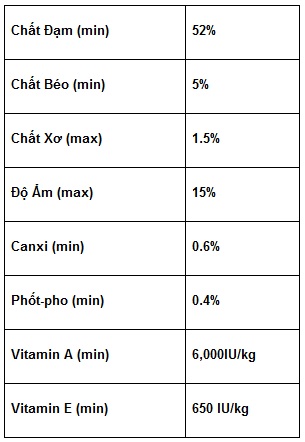 Chất Đạm (min) 52%
Chất Béo (min) 5%
Chất Xơ (max) 1.5%
Độ Ẩm (max) 15%
Canxi (min) 0.6%
Phốt-pho (min) 0.4%
Vitamin A (min) 6,000IU/kg
Vitamin E (min) 650 IU/kg